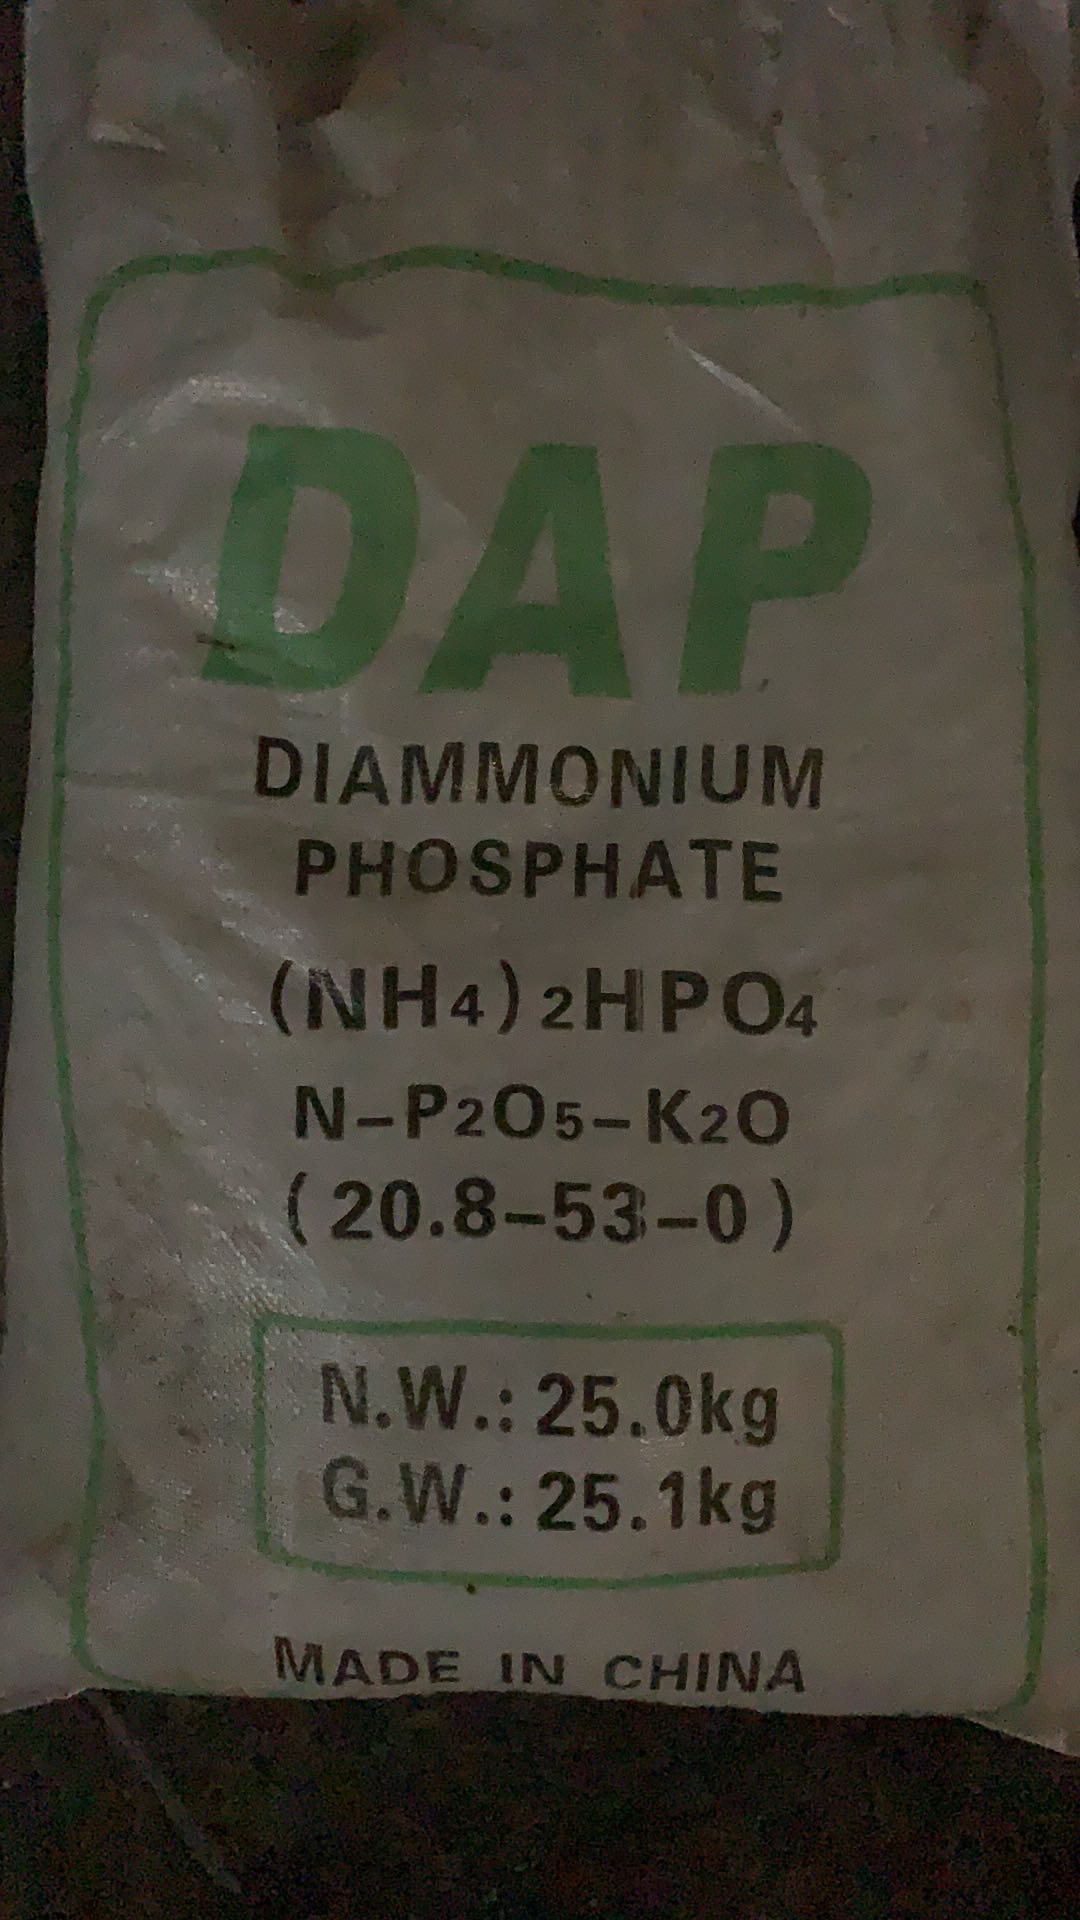 DAP
DIAMMONIUM
PHOSPHATE
(NH4)2HPO4
N-P2O5-K2O
(20.8-53-0)
N.W.: 25.0kg
G.W.: 25.1kg
MADE IN CHINA